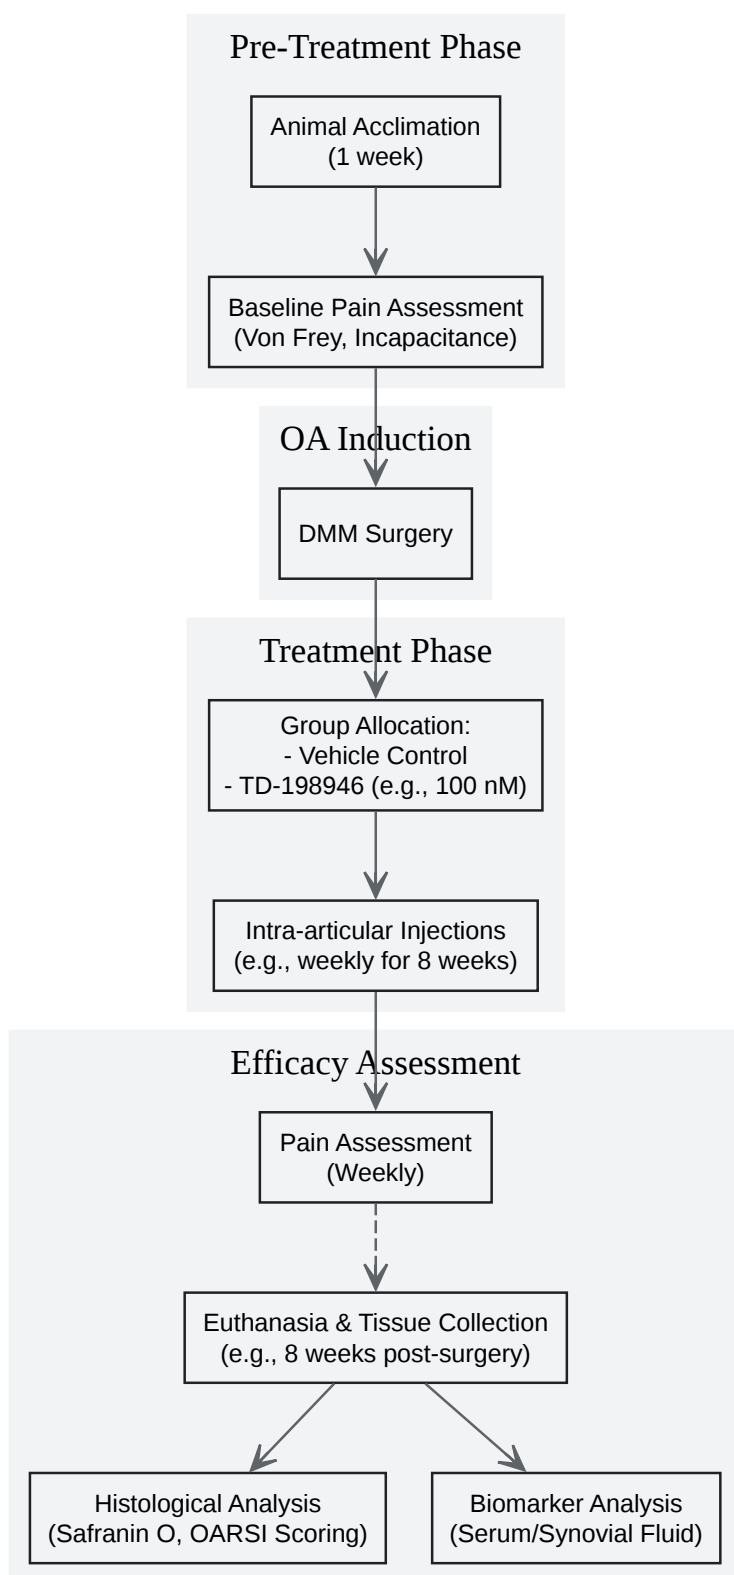 Pre-Treatment Phase
Animal Acclimation
(1 week)
Baseline Pain Assessment
(Von Frey, Incapacitance)
OA Induction
DMM Surgery
Treatment Phase
Group Allocation:
- Vehicle Control
- TD-198946 (e.g., 100 nM)
Intra-articular Injections
(e.g., weekly for 8 weeks)
Efficacy Assessment
Pain Assessment
(Weekly)
Euthanasia & Tissue Collection
(e.g., 8 weeks post-surgery)
Histological Analysis
(Safranin O, OARSI Scoring)
Biomarker Analysis
(Serum/Synovial Fluid)